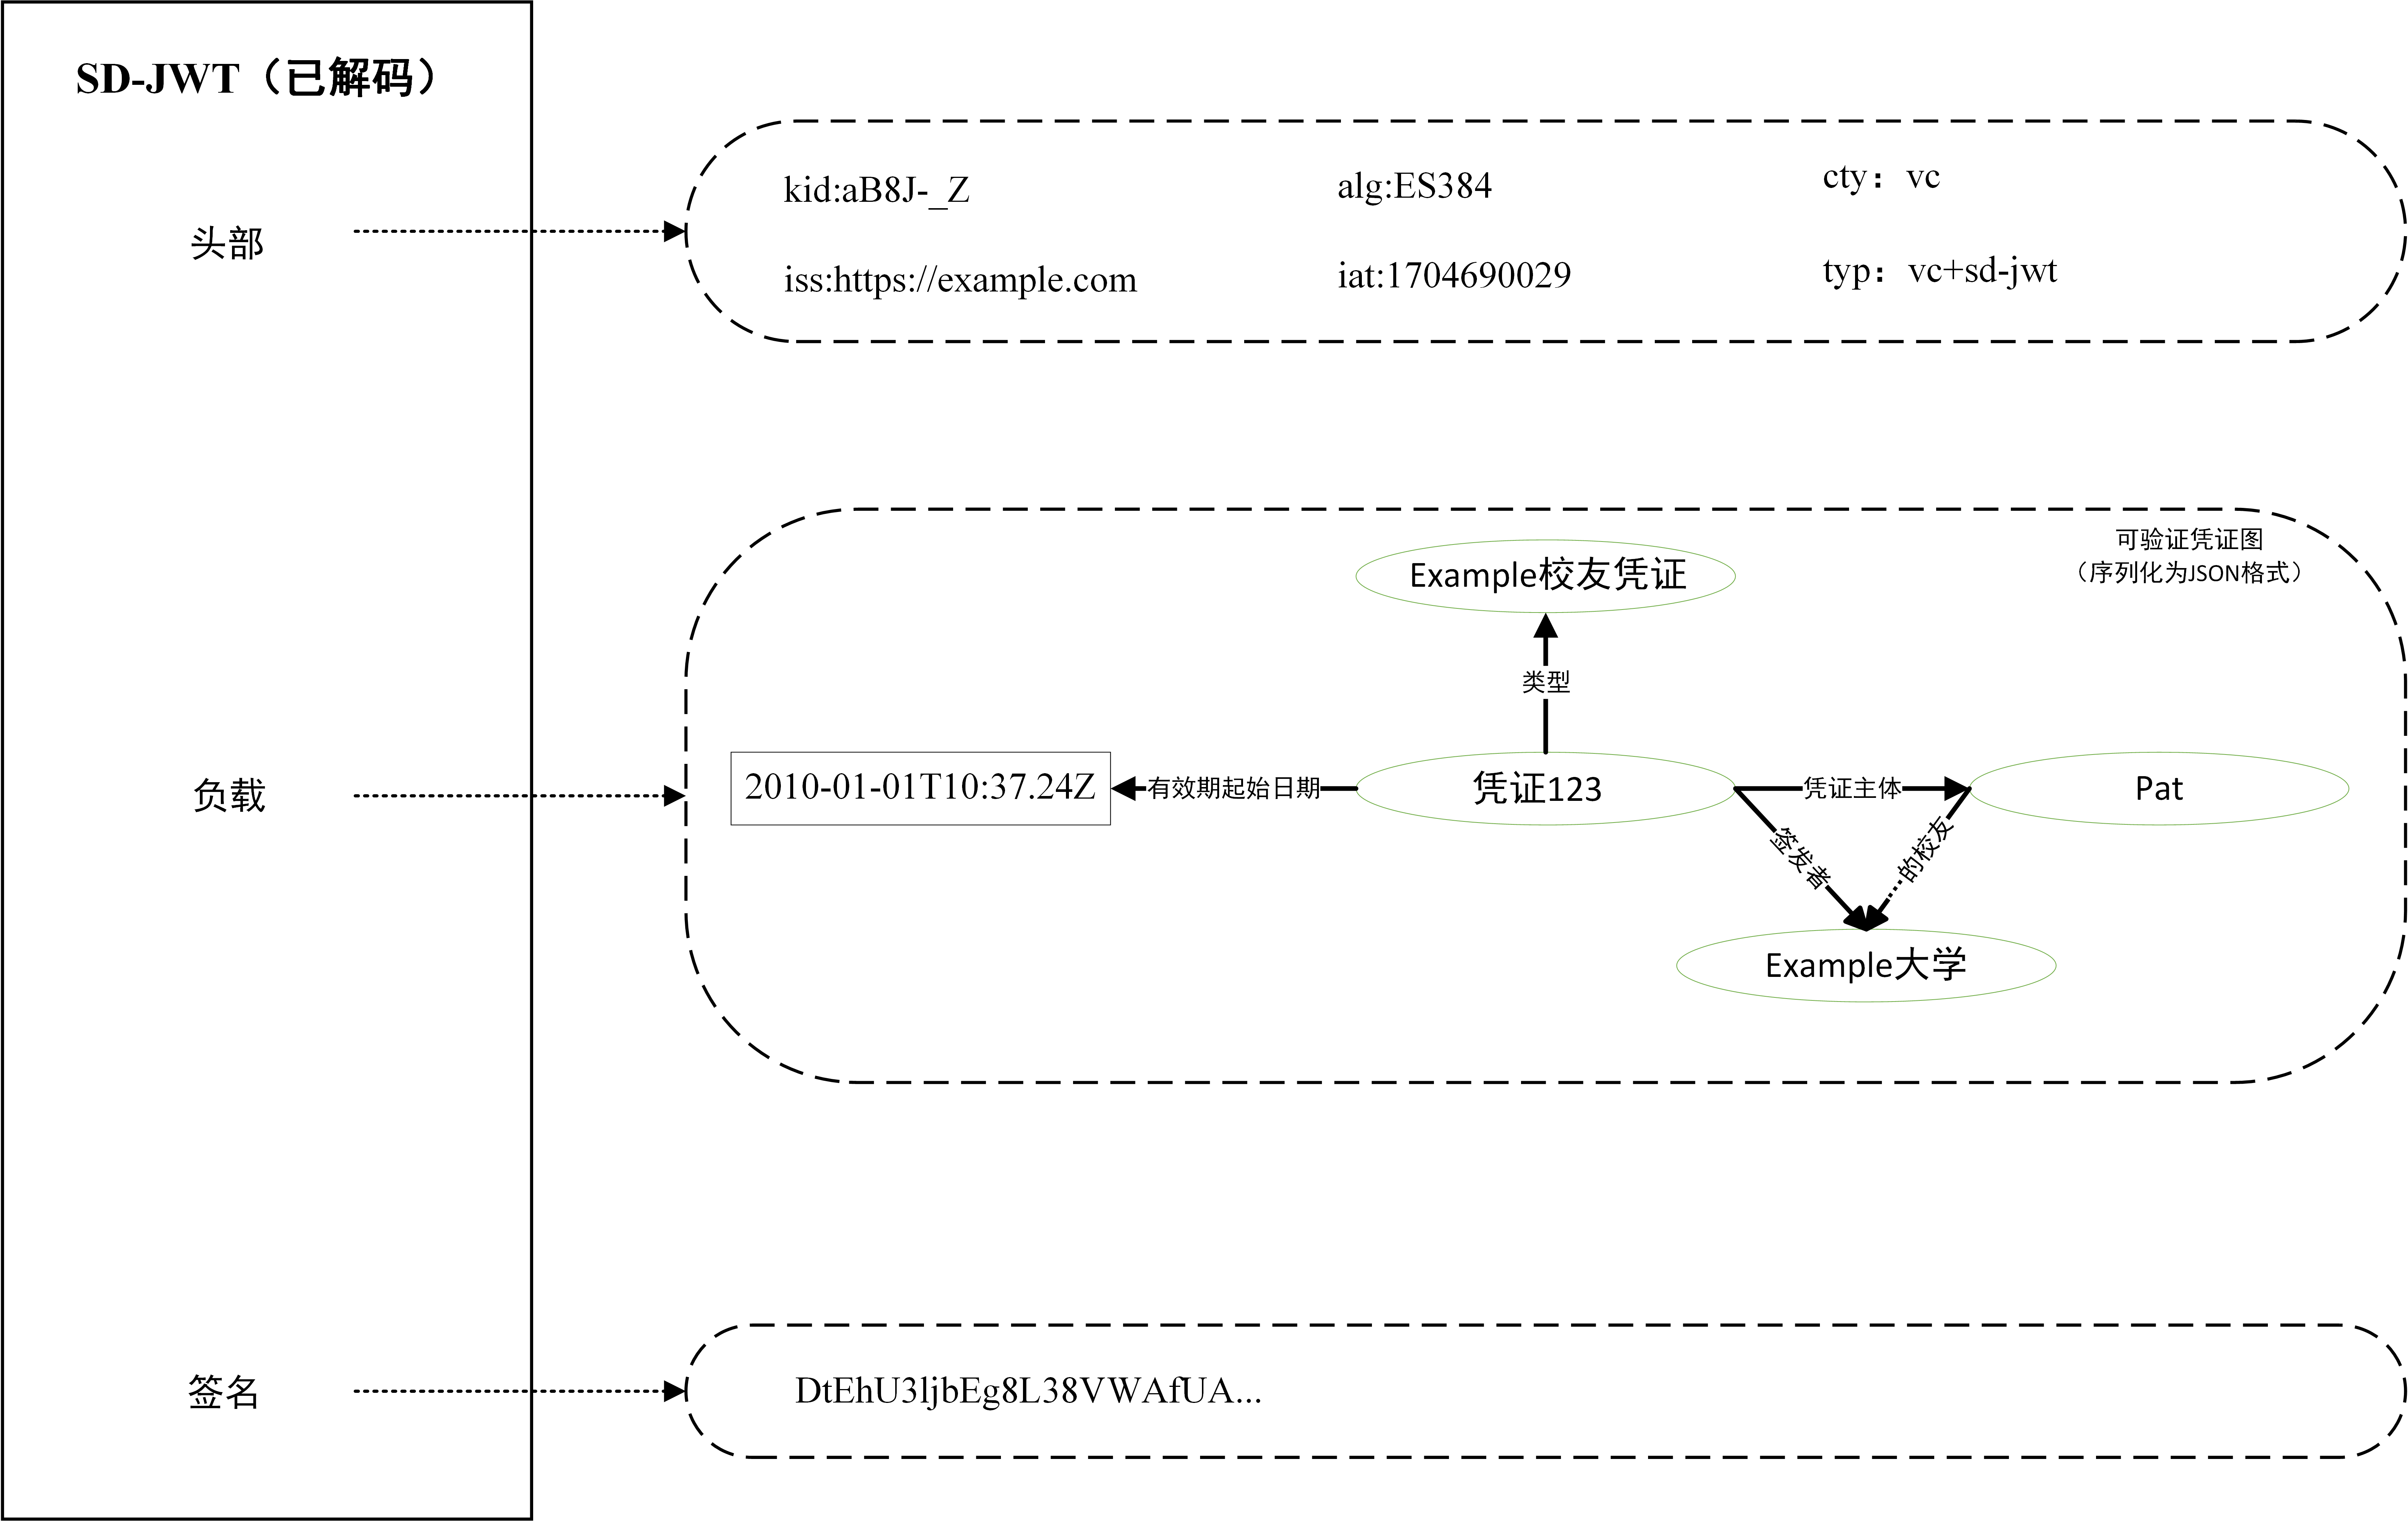 SD-JWT（已解码）
头部
kid:aB8J-_Z
alg:ES384
cty：vc
iss:https://example.com
iat:1704690029
typ：vc+sd-jwt
负载
可验证凭证图
（序列化为JSON格式）
Example校友凭证
类型
2010-01-01T10:37.24Z
有效期起始日期
凭证123
凭证主体
Pat
签发者
的校友
Example大学
签名
DtEhU3ljbEg8L38VWAfUA...